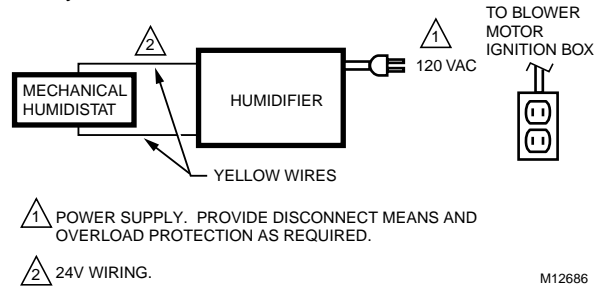 TO BLOWER
MOTOR
IGNITION BOX
2
1
120 VAC
MECHANICAL
HUMIDISTAT
HUMIDIFIER
YELLOW WIRES
1 POWER SUPPLY. PROVIDE DISCONNECT MEANS AND
OVERLOAD PROTECTION AS REQUIRED.
2 24V WIRING.
M12686